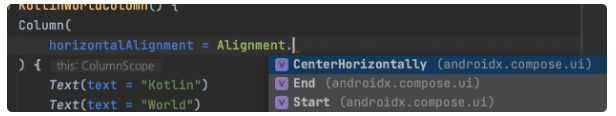 KotlinWorldColumn() {
Column(
horizontalAlignment = Alignment.
) { this: ColumnScope
CenterHorizontally (androidx.compose.ui)
Text(text = "Kotlin")
End (androidx.compose.ui)
Text(text = "World")
Start (androidx.compose.ui)